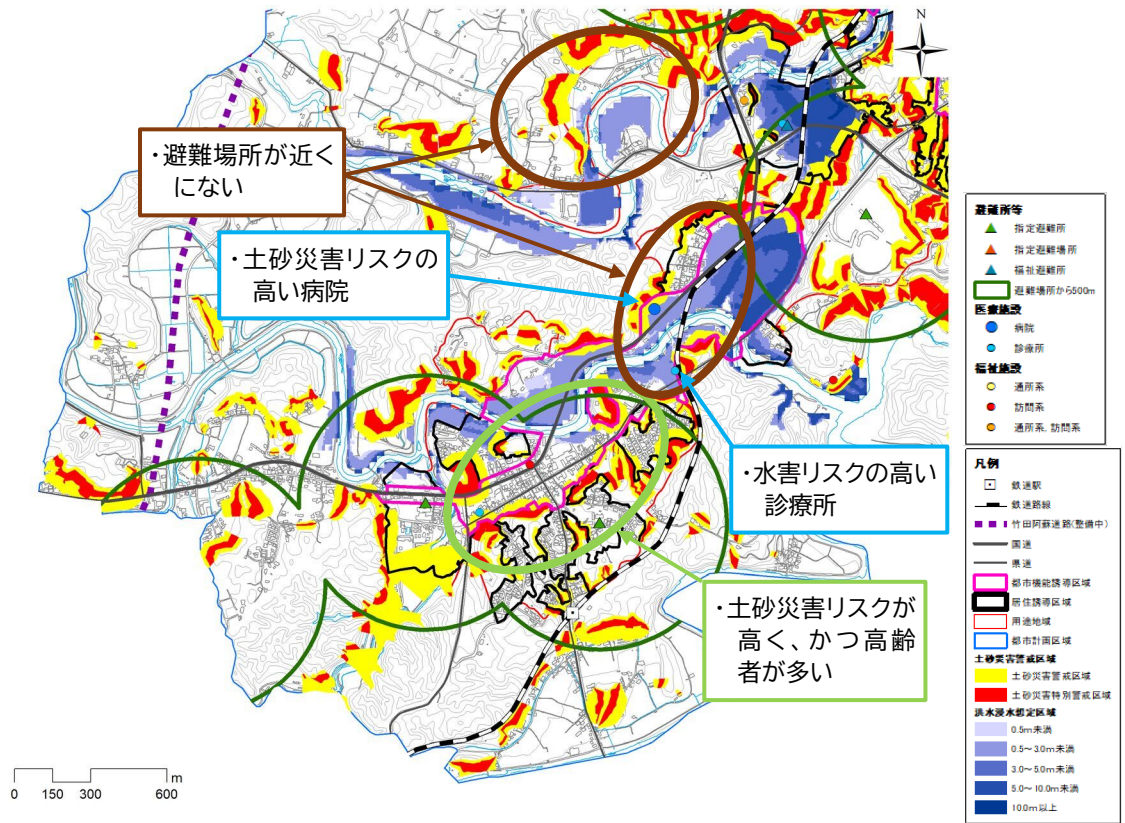 N
・避難場所が近く
にない
・土砂災害リスクの
高い病院
・水害リスクの高い
診療所
・土砂災害リスクが
高く、かつ高齢
者が多い
m
0 150 300 600
避難所等
指定避難所
指定避難場所
福祉避難所
避難場所から500m
医療施設
病院
診療所
福祉施設
通所系
訪問系
通所系、訪問系
凡例
鉄道駅
鉄道路線
竹田阿蘇道路(整備中)
国道
県道
都市機能誘導区域
居住誘導区域
用途地域
都市計画区域
土砂災害警戒区域
土砂災害警戒区域
土砂災害特別警戒区域
洪水浸水想定区域
0.5m未満
0.5～3.0m未満
3.0～5.0m未満
5.0～10.0m未満
10.0m以上